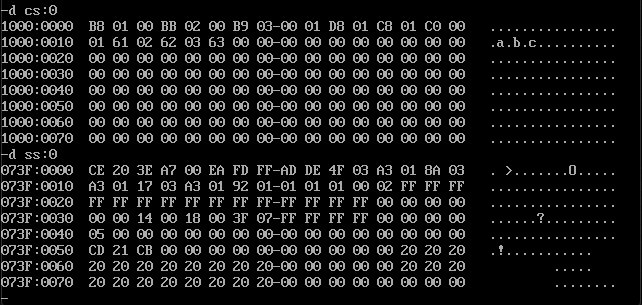 -d cs:0
1000:0000  B8 01 00 BB 02 00 B9 03-00 01 D8 01 C8 01 C0 00   ................
1000:0010  01 61 02 62 03 63 00 00-00 00 00 00 00 00 00 00   .a.b.c..........
1000:0020  00 00 00 00 00 00 00 00-00 00 00 00 00 00 00 00   ................
1000:0030  00 00 00 00 00 00 00 00-00 00 00 00 00 00 00 00   ................
1000:0040  00 00 00 00 00 00 00 00-00 00 00 00 00 00 00 00   ................
1000:0050  00 00 00 00 00 00 00 00-00 00 00 00 00 00 00 00   ................
1000:0060  00 00 00 00 00 00 00 00-00 00 00 00 00 00 00 00   ................
1000:0070  00 00 00 00 00 00 00 00-00 00 00 00 00 00 00 00   ................
-d ss:0
073F:0000  CE 20 3E A7 00 EA FD FF-AD DE 4F 03 A3 01 8A 03   . >.......O.....
073F:0010  A3 01 17 03 A3 01 92 01-01 01 01 00 02 FF FF FF   ................
073F:0020  FF FF FF FF FF FF FF FF-FF FF FF FF 00 00 00 00   ................
073F:0030  00 00 14 00 18 00 3F 07-FF FF FF FF 00 00 00 00   ......?.........
073F:0040  05 00 00 00 00 00 00 00-00 00 00 00 00 00 00 00   ................
073F:0050  CD 21 CB 00 00 00 00 00-00 00 00 00 00 20 20 20   .!...........
073F:0060  20 20 20 20 20 20 20 20-00 00 00 00 00 20 20 20           .....
073F:0070  20 20 20 20 20 20 20 20-00 00 00 00 00 00 00 00           ........
-